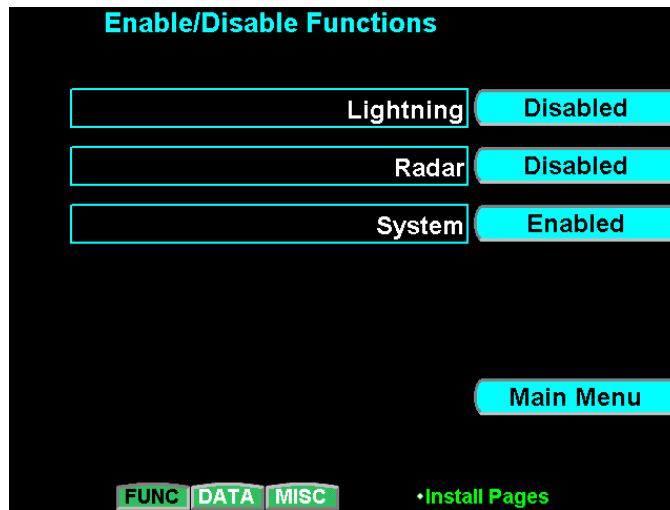 Enable/Disable Functions
Lightning Disabled
Radar Disabled
System Enabled
Main Menu
FUNC DATA MISC •Install Pages